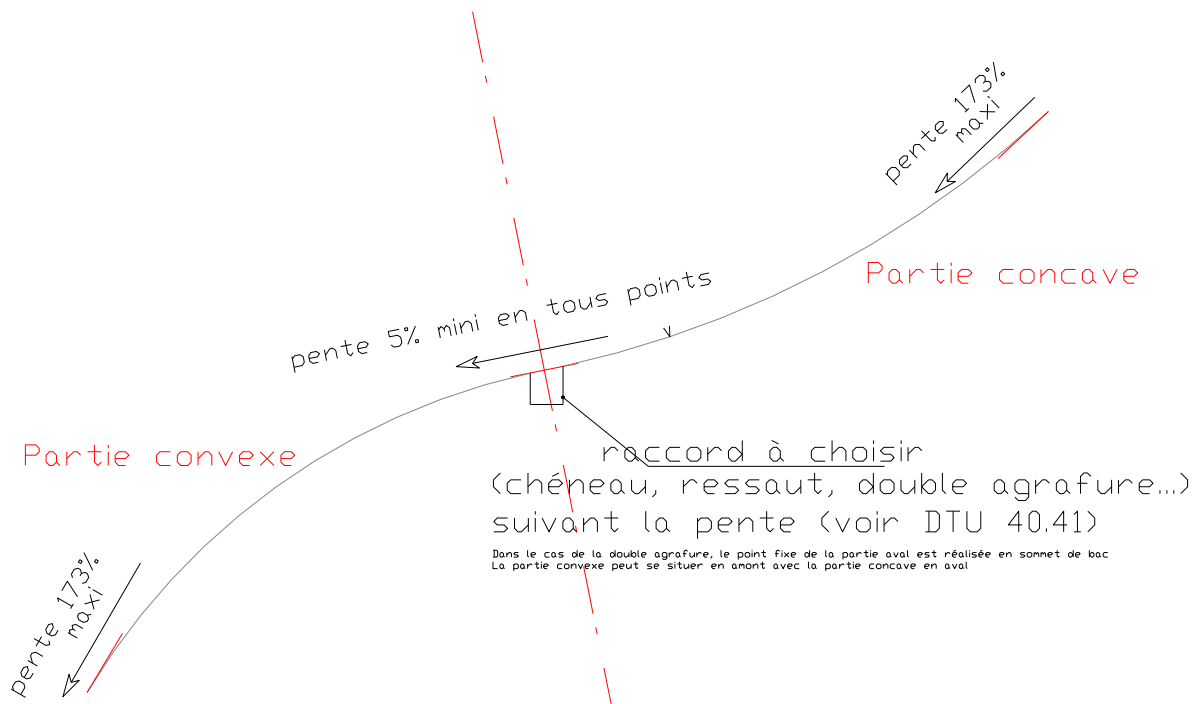 pente 173%
maxi
Partie concave
pente 5% mini en tous points
v
Partie convexe
raccord à choisir
(chéneau, ressaut, double agrafure...)
suivant la pente (voir DTU 40.41)
Dans le cas de la double agrafure, le point fixe de la partie aval est réalisée en sommet de bac
La partie convexe peut se situer en amont avec la partie concave en aval
pente 173%
maxi